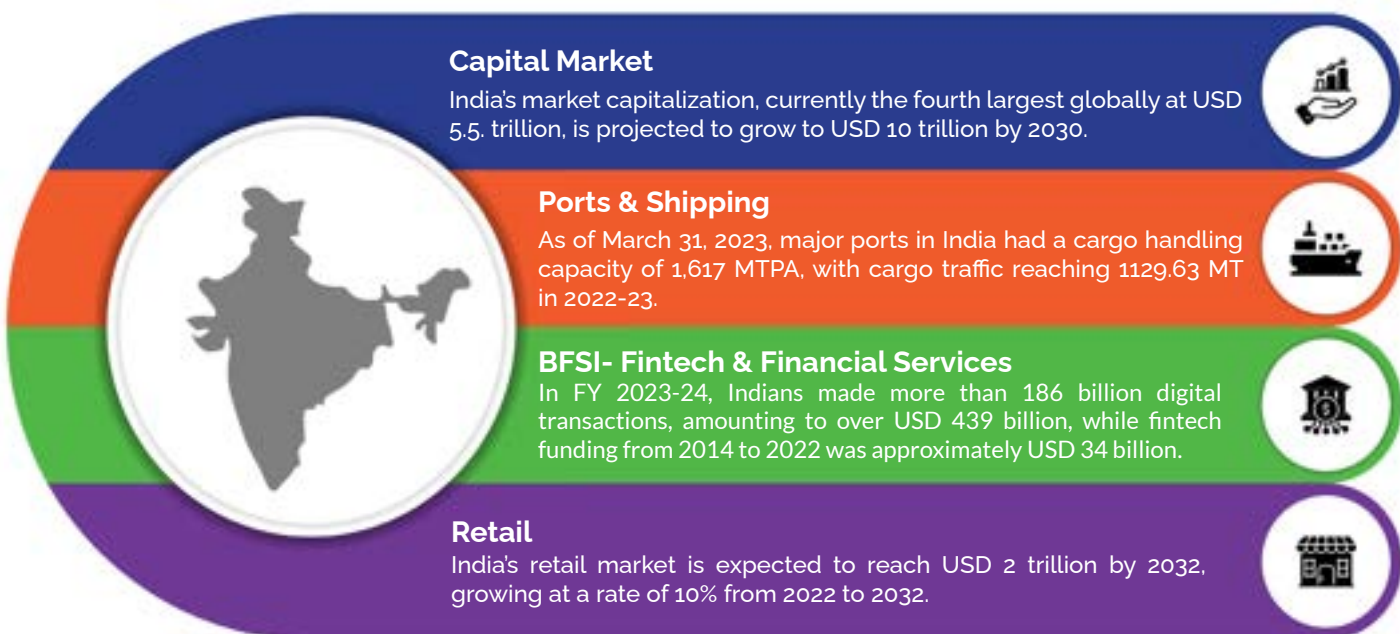 Capital Market
India's market capitalization, currently the fourth largest globally at USD
5.5. trillion, is projected to grow to USD 10 trillion by 2030.
Ports & Shipping
As of March 31, 2023, major ports in India had a cargo handling
capacity of 1,617 MTPA, with cargo traffic reaching 1129.63 MT
in 2022-23.
BFSI- Fintech & Financial Services
In FY 2023-24, Indians made more than 186 billion digital
transactions, amounting to over USD 439 billion, while fintech
funding from 2014 to 2022 was approximately USD 34 billion.
Retail
India's retail market is expected to reach USD 2 trillion by 2032,
growing at a rate of 10% from 2022 to 2032.